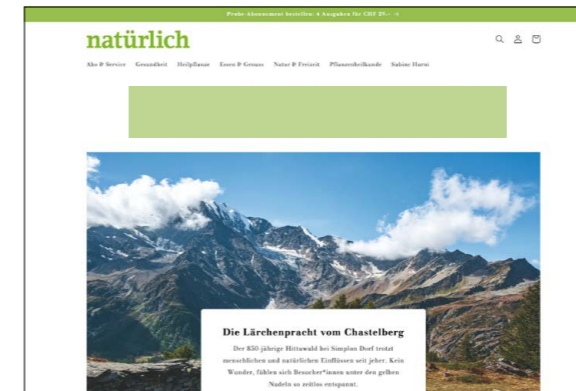 Probe-Abonnement bestellen: 6 Ausgaben für CHF 29.– →
natürlich
Abo & Service Gesundheit Heilpflanze Essen & Genuss Natur & Freizeit Pflanzenheilkunde Sabine Hurni
Die Lärchenpracht vom Chastelberg
Der 850-jährige Hittuwald bei Simplon Dorf trotzt
menschlichen und natürlichen Einflüssen seit jeher. Kein
Wunder, fühlen sich Besucher*innen unter den gelben
Nadeln so zeitlos entspannt.